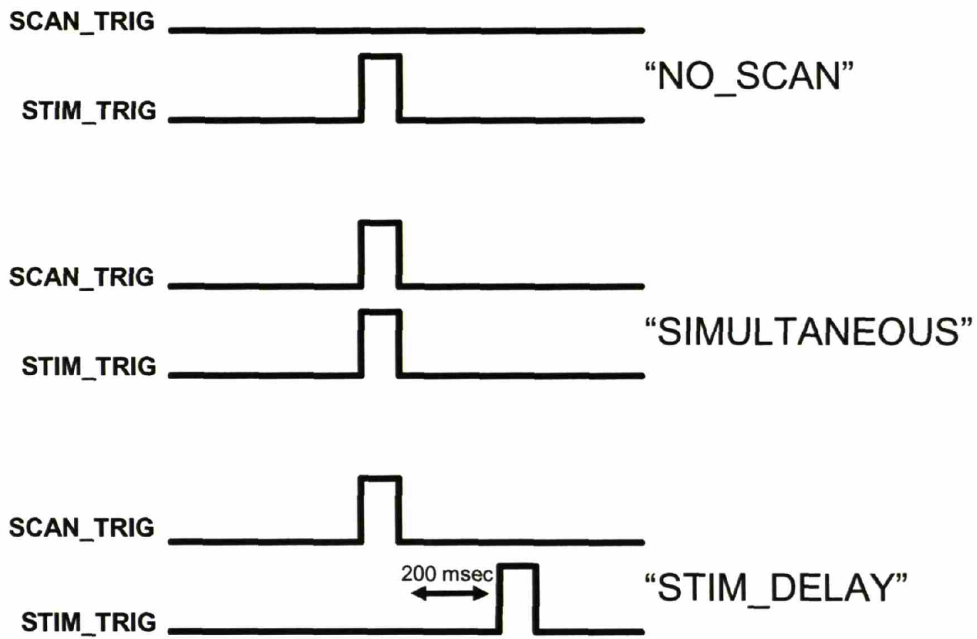 SCAN_TRIG
“NO_SCAN”
STIM_TRIG
SCAN_TRIG
“SIMULTANEOUS”
STIM_TRIG
SCAN_TRIG
200 msec
“STIM_DELAY”
STIM_TRIG